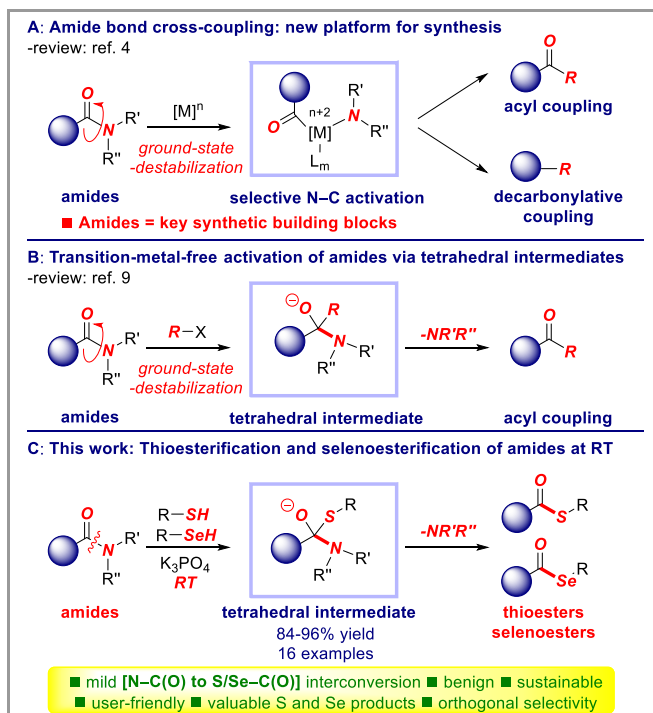 A: Amide bond cross-coupling: new platform for synthesis
-review: ref. 4
O
N
R'
R"
amides
[M]ⁿ
ground-state
-destabilization
O
n+2
[M]
Lₘ
R'
N
R"
selective N–C activation
O
R
acyl coupling
R
decarbonylative
coupling
■ Amides = key synthetic building blocks
B: Transition-metal-free activation of amides via tetrahedral intermediates
-review: ref. 9
O
N
R'
R"
amides
R–X
ground-state
-destabilization
⊖
O R
N
R'
R"
tetrahedral intermediate
-NR'R"
O
R
acyl coupling
C: This work: Thioesterification and selenoesterification of amides at RT
O
N
R'
R"
amides
R–SH
R–SeH
K₃PO₄
RT
⊖
O S R
N
R'
R"
tetrahedral intermediate
84-96% yield
16 examples
-NR'R"
O
S R
O
Se R
thioesters
selenoesters
■ mild [N–C(O) to S/Se–C(O)] interconversion ■ benign ■ sustainable
■ user-friendly ■ valuable S and Se products ■ orthogonal selectivity